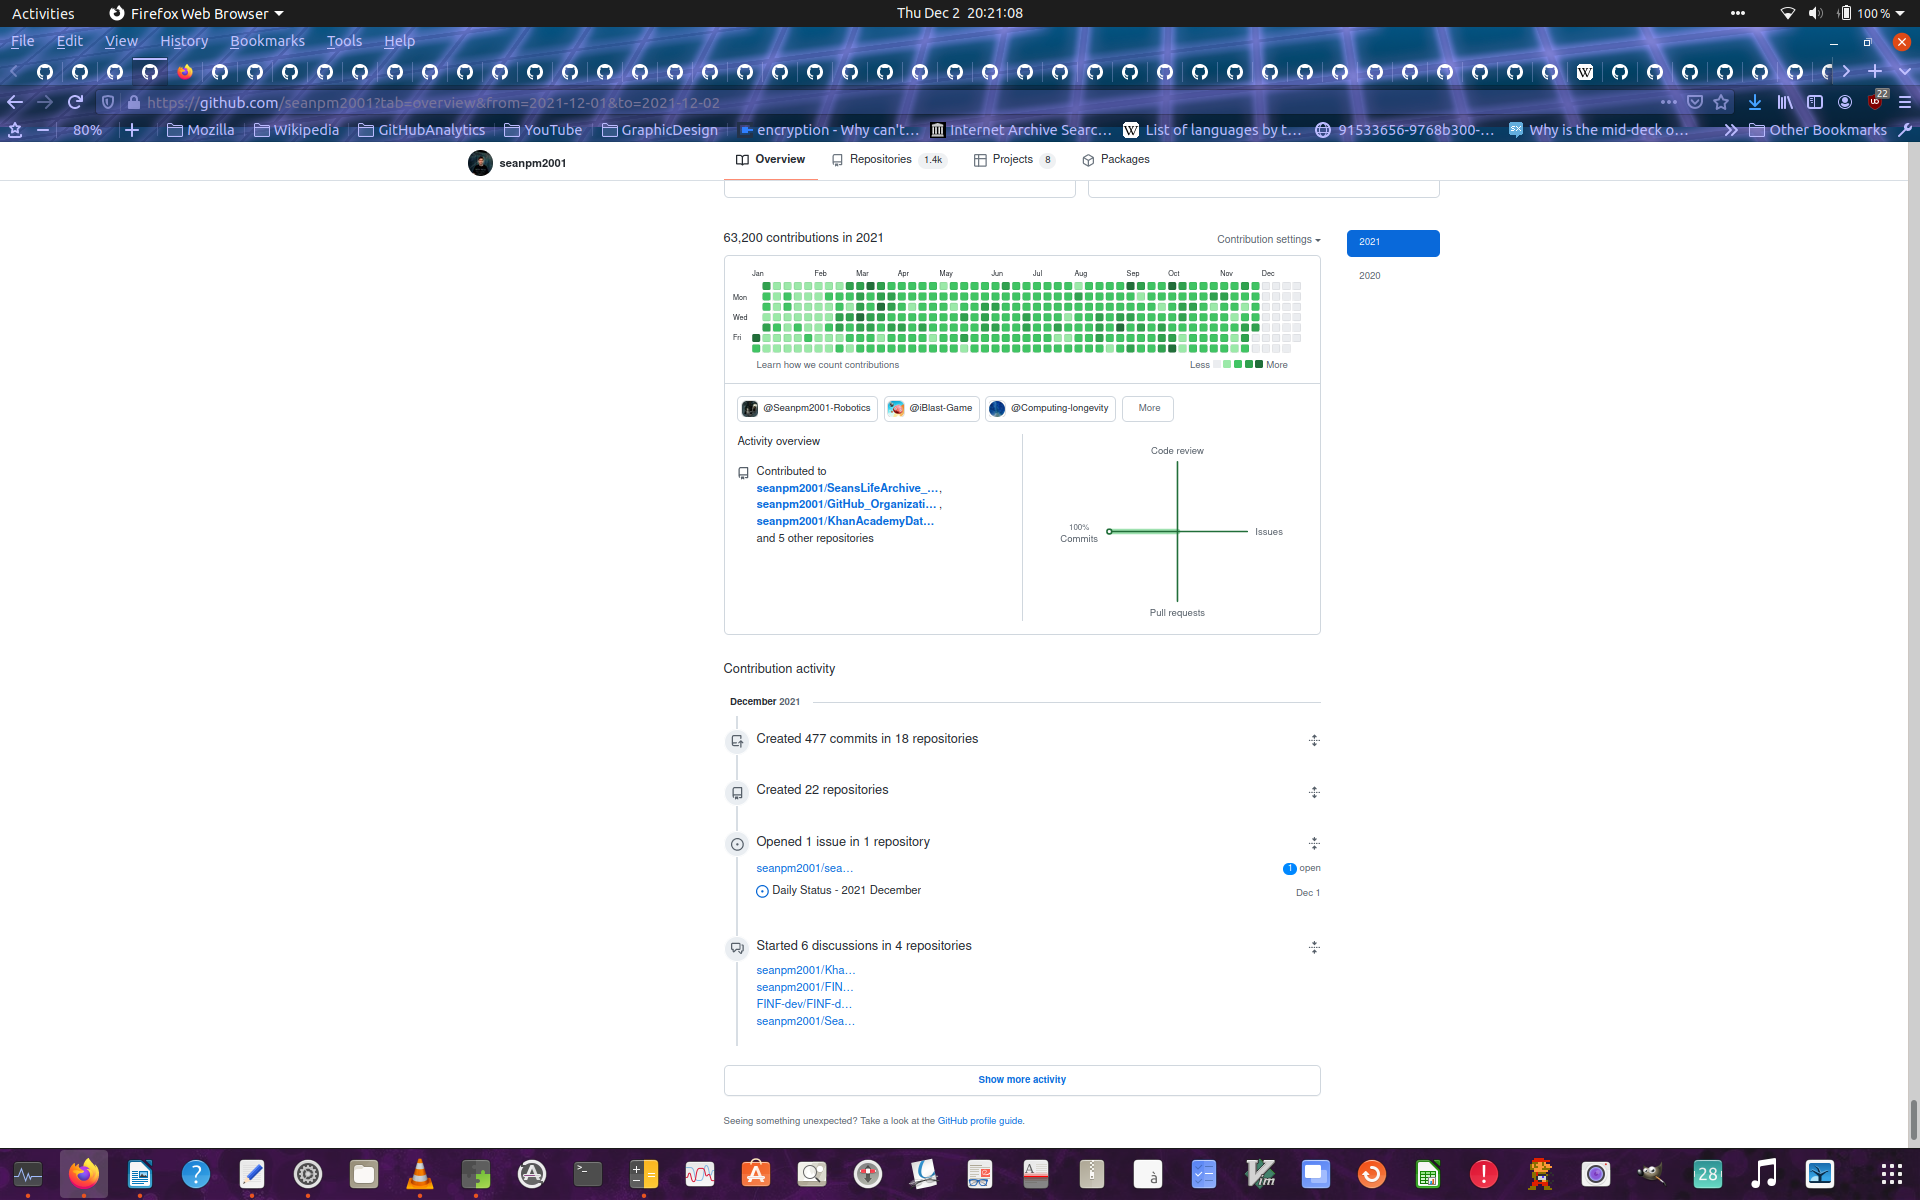 Activities
Firefox Web Browser
Thu Dec 2 20:21:08
100 %
File Edit View History Bookmarks Tools Help
https://github.com/seanpm2001?tab=overview&from=2021-12-01&to=2021-12-02
22
80%
Mozilla
Wikipedia
GitHubAnalytics
YouTube
GraphicDesign
encryption - Why can't...
Internet Archive Searc...
List of languages by t...
91533656-9768b300-...
Why is the mid-deck o...
Other Bookmarks
seanpm2001
Overview
Repositories 1.4k
Projects 8
Packages
63,200 contributions in 2021
Contribution settings
2021
2020
Jan Feb Mar Apr May Jun Jul Aug Sep Oct Nov Dec
Mon
Wed
Fri
Learn how we count contributions
Less
More
@Seanpm2001-Robotics
@iBlast-Game
@Computing-longevity
More
Activity overview
Contributed to
seanpm2001/SeansLifeArchive_... ,
seanpm2001/GitHub_Organizati... ,
seanpm2001/KhanAcademyDat...
and 5 other repositories
Code review
100%
Commits
Issues
Pull requests
Contribution activity
December 2021
Created 477 commits in 18 repositories
Created 22 repositories
Opened 1 issue in 1 repository
seanpm2001/sea...
1 open
Daily Status - 2021 December
Dec 1
Started 6 discussions in 4 repositories
seanpm2001/Kha...
seanpm2001/FIN...
FINF-dev/FINF-d...
seanpm2001/Sea...
Show more activity
Seeing something unexpected? Take a look at the GitHub profile guide.
28